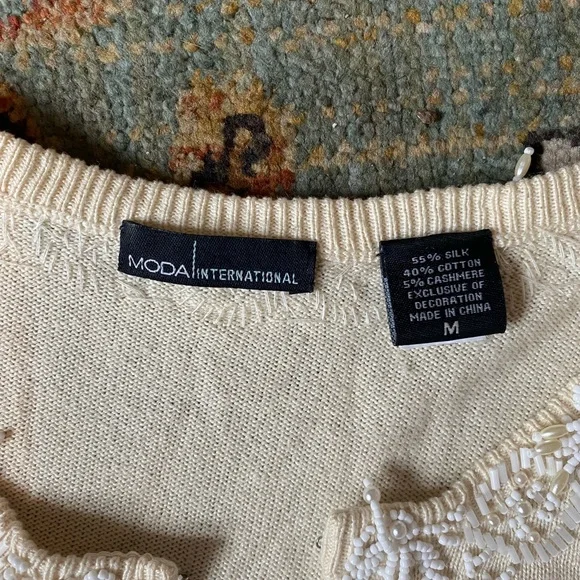 MODA INTERNATIONAL
55% SILK
40% COTTON
5% CASHMERE
EXCLUSIVE OF
DECORATION
MADE IN CHINA
M